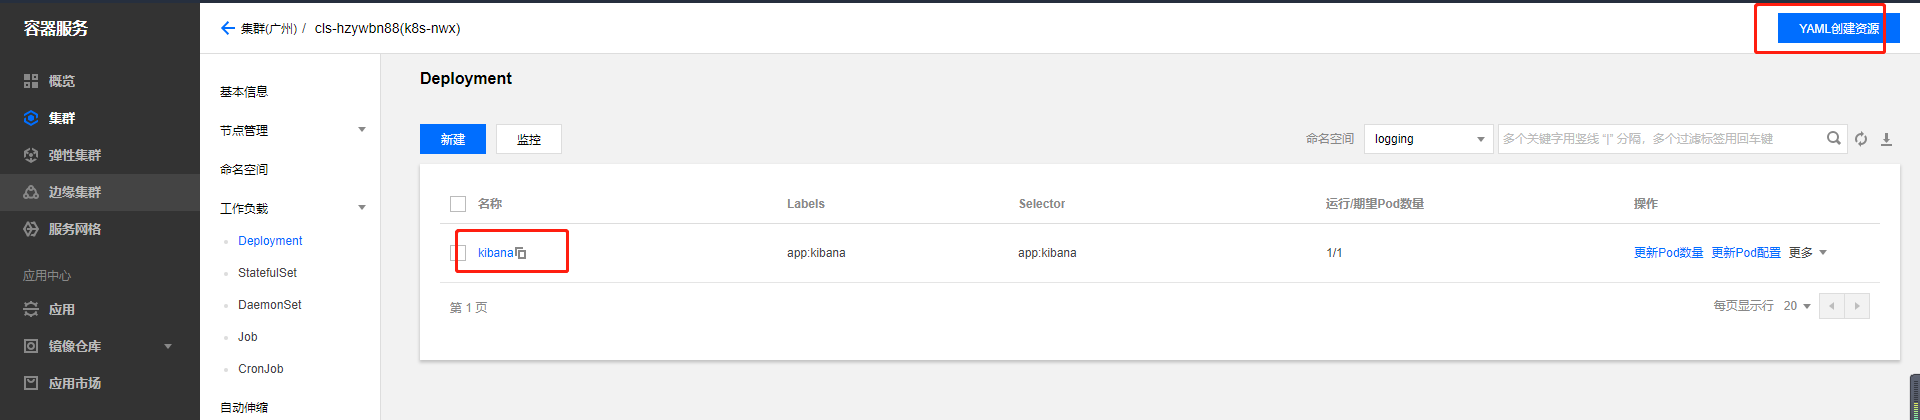 容器服务
概览
集群
弹性集群
边缘集群
服务网格
应用中心
应用
镜像仓库
应用市场
集群(广州) / cls-hzywbn88(k8s-nwx)
YAML创建资源
基本信息
节点管理
命名空间
工作负载
Deployment
StatefulSet
DaemonSet
Job
CronJob
自动伸缩
Deployment
新建 监控 命名空间 logging 多个关键字用竖线 "|" 分隔，多个过滤标签用回车键
名称 Labels Selector 运行/期望Pod数量 操作
kibana app:kibana app:kibana 1/1 更新Pod数量 更新Pod配置 更多
第 1 页 每页显示行 20